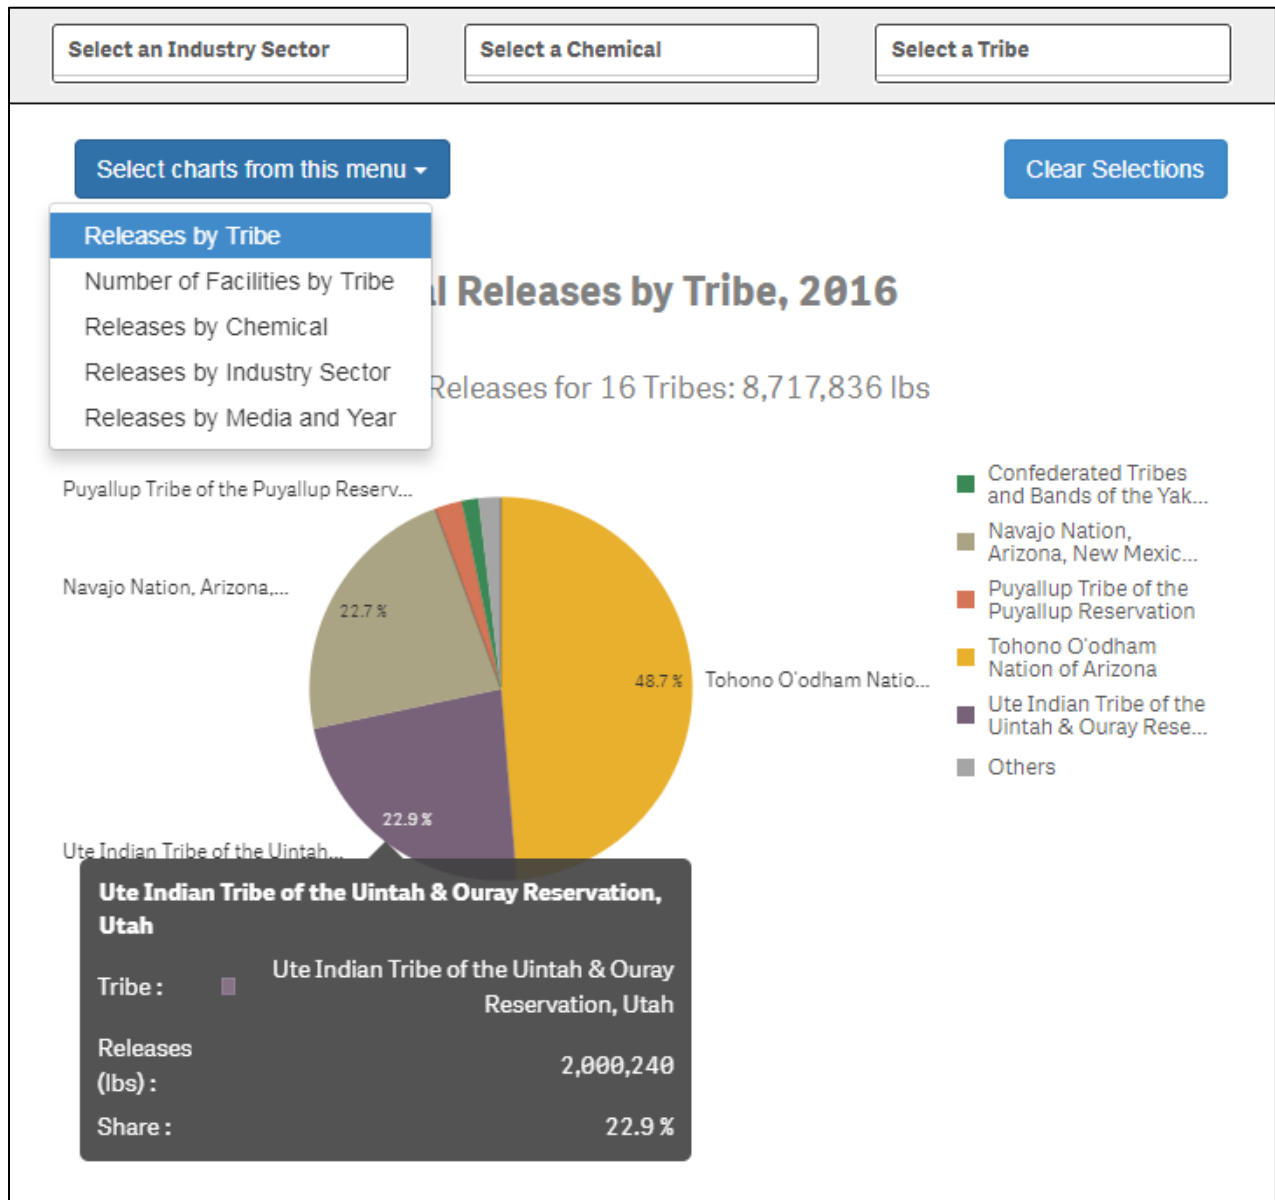 Select an Industry Sector
Select a Chemical
Select a Tribe
Select charts from this menu
Clear Selections
Releases by Tribe
Number of Facilities by Tribe
Releases by Chemical
Releases by Industry Sector
Releases by Media and Year
l Releases by Tribe, 2016
Releases for 16 Tribes: 8,717,836 lbs
Puyallup Tribe of the Puyallup Reserv...
Navajo Nation, Arizona,...
22.7 %
48.7 %
Tohono O'odham Natio...
22.9 %
Ute Indian Tribe of the Uintah...
Confederated Tribes
and Bands of the Yak...
Navajo Nation,
Arizona, New Mexic...
Puyallup Tribe of the
Puyallup Reservation
Tohono O'odham
Nation of Arizona
Ute Indian Tribe of the
Uintah & Ouray Rese...
Others
Ute Indian Tribe of the Uintah & Ouray Reservation,
Utah
Tribe :
Ute Indian Tribe of the Uintah & Ouray
Reservation, Utah
Releases
(lbs) :
2,000,240
Share :
22.9 %